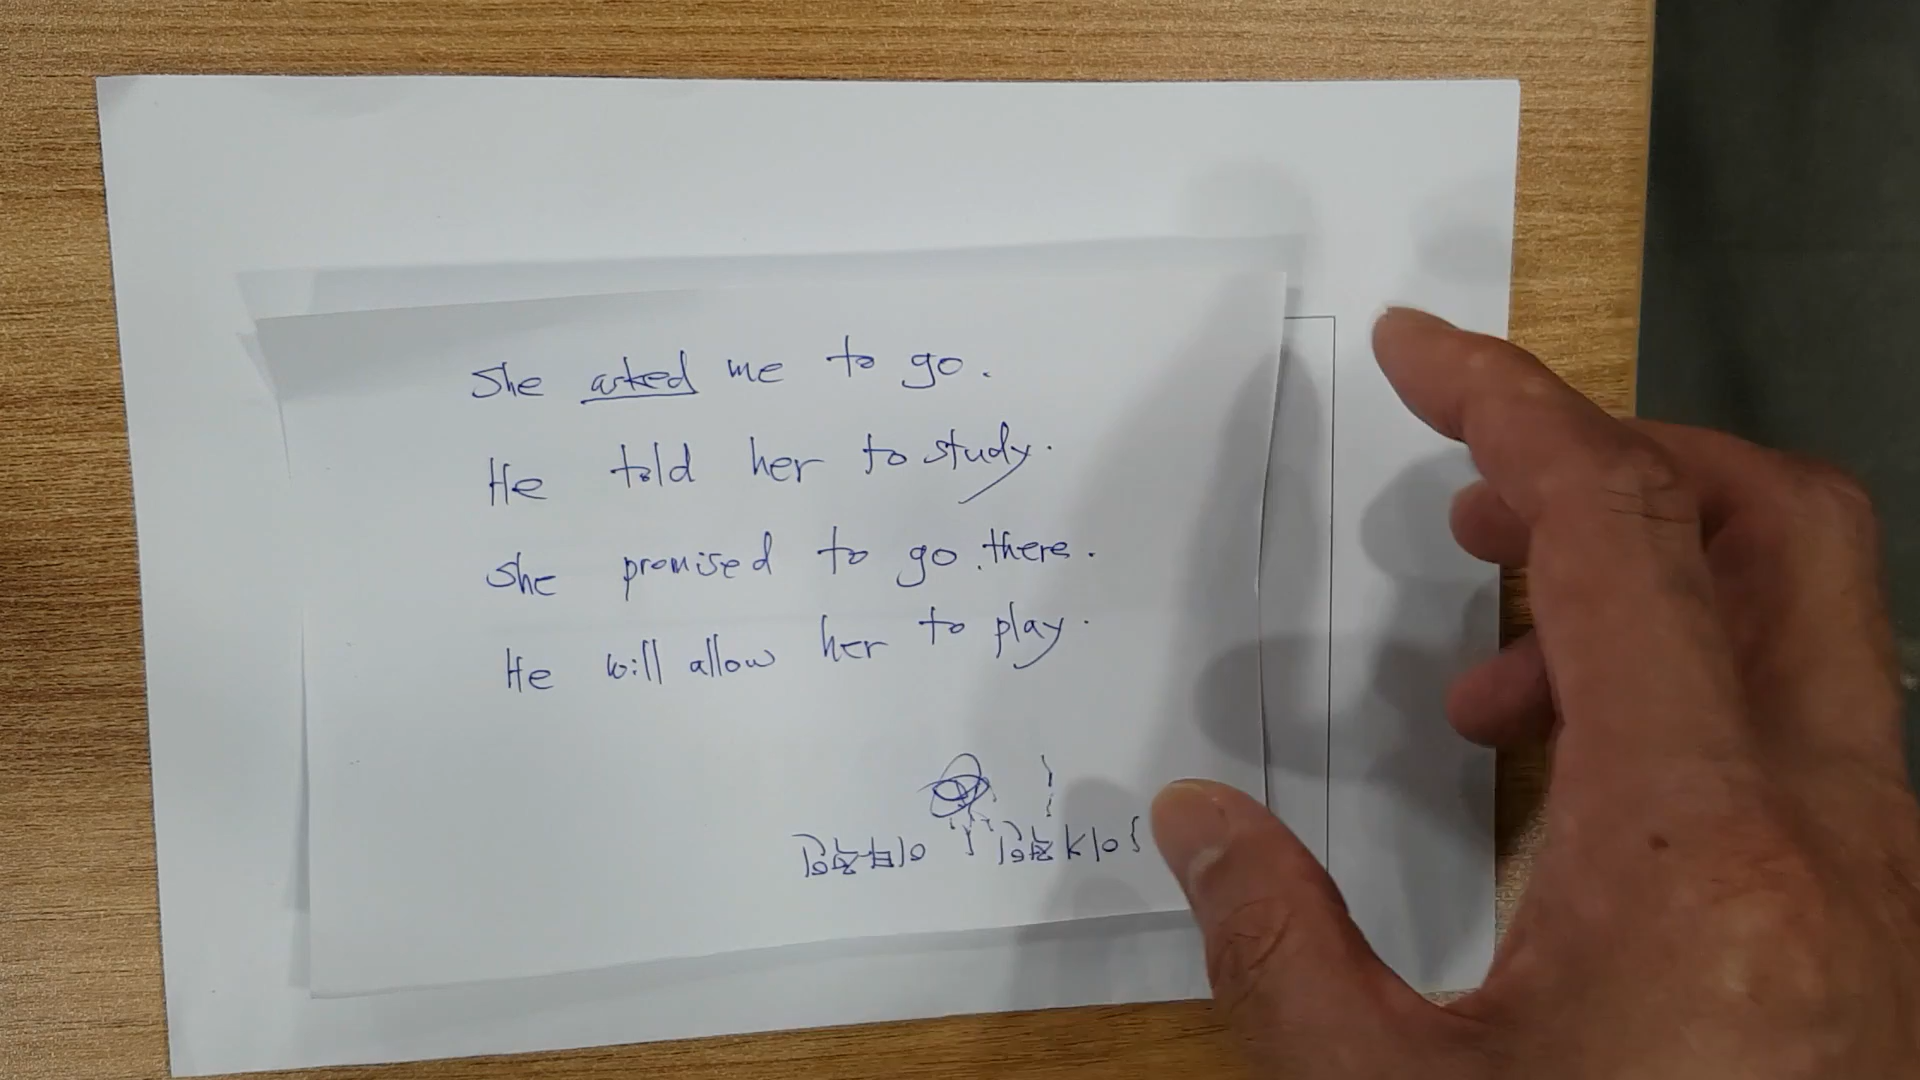 She asked me to go.
He told her to study.
She promised to go there.
He will allow her to play.